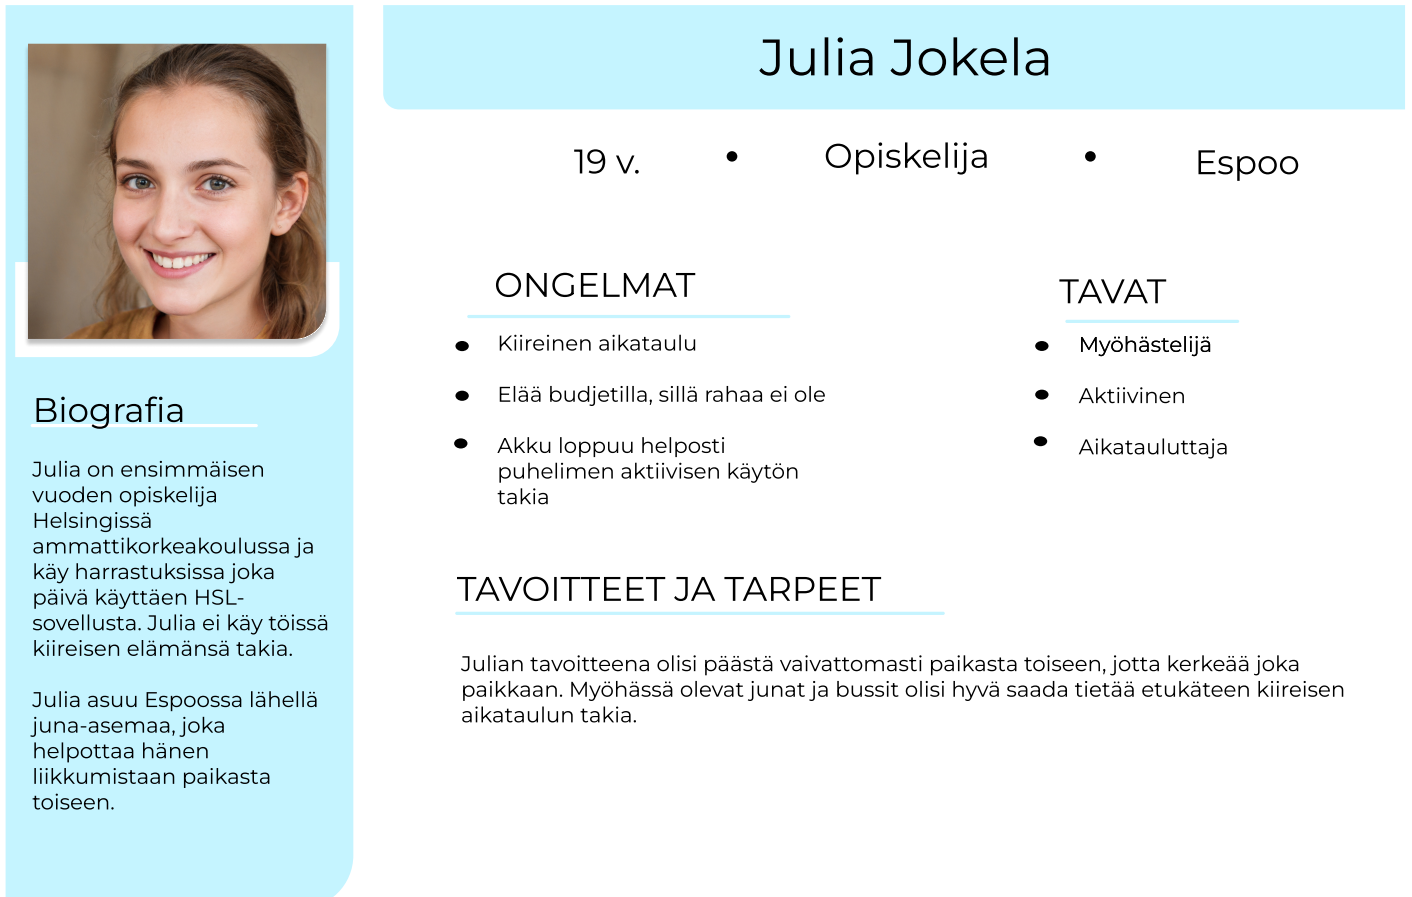 Julia Jokela
19 v.
•
Opiskelija
•
Espoo
Biografia
Julia on ensimmäisen
vuoden opiskelija
Helsingissä
ammattikorkeakoulussa ja
käy harrastuksissa joka
päivä käyttäen HSL-
sovellusta. Julia ei käy töissä
kiireisen elämänsä takia.
Julia asuu Espoossa lähellä
juna-asemaa, joka
helpottaa hänen
liikkumistaan paikasta
toiseen.
ONGELMAT
• Kiireinen aikataulu
• Elää budjetilla, sillä rahaa ei ole
• Akku loppuu helposti
puhelimen aktiivisen käytön
takia
TAVAT
• Myöhästelijä
• Aktiivinen
• Aikatauluttaja
TAVOITTEET JA TARPEET
Julian tavoitteena olisi päästä vaivattomasti paikasta toiseen, jotta kerkeää joka
paikkaan. Myöhässä olevat junat ja bussit olisi hyvä saada tietää etukäteen kiireisen
aikataulun takia.